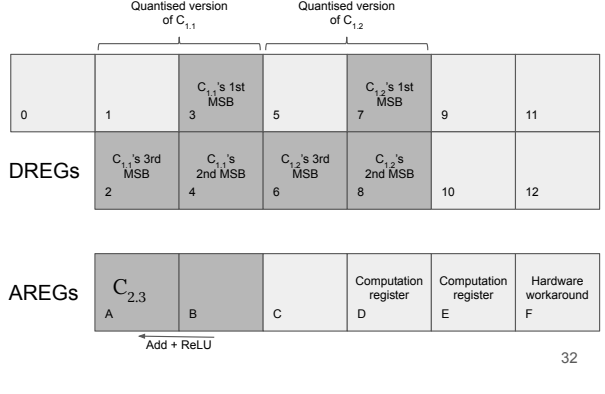 Quantised version
of C1.1
Quantised version
of C1.2
0
1
C1.1's 1st
MSB
3
5
C1.2's 1st
MSB
7
9
11
DREGs
C1.1's 3rd
MSB
2
C1.1's
2nd MSB
4
C1.2's 3rd
MSB
6
C1.2's
2nd MSB
8
10
12
AREGs
C2.3
A
B
C
Computation
register
D
Computation
register
E
Hardware
workaround
F
Add + ReLU
32